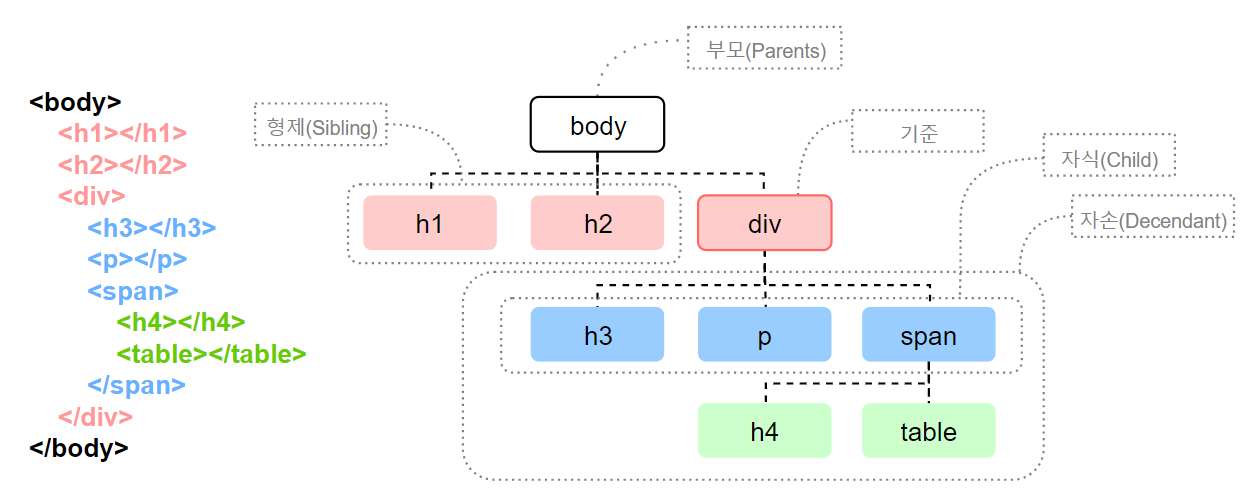 <body>
<h1></h1>
<h2></h2>
<div>
<h3></h3>
<p></p>
<span>
<h4></h4>
<table></table>
</span>
</div>
</body>
부모(Parents)
형제(Sibling)
body
기준
자식(Child)
자손(Decendant)
h1
h2
div
h3
p
span
h4
table